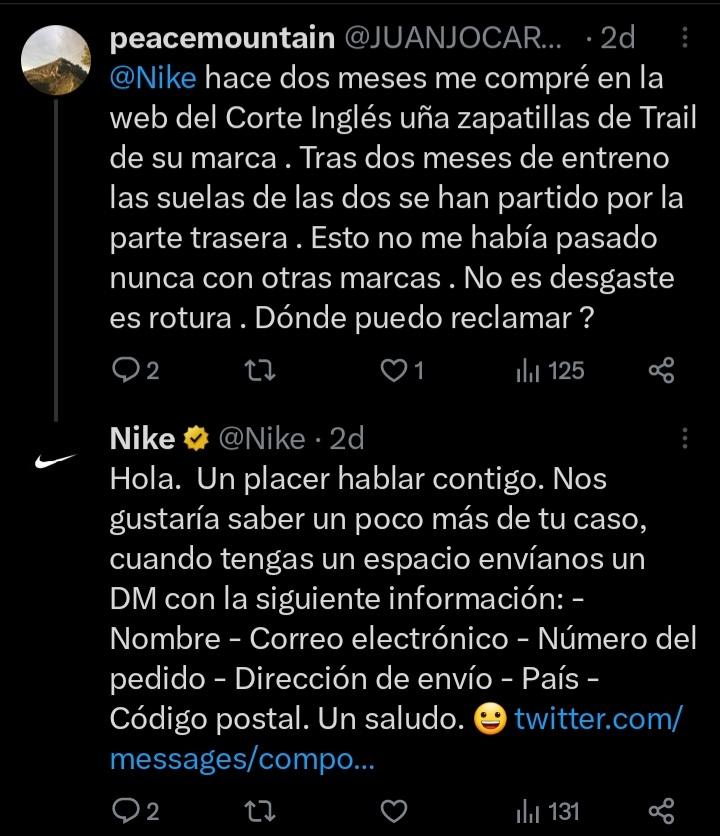 peacemountain @JUANJOCAR... · 2d
@Nike hace dos meses me compré en la
web del Corte Inglés uña zapatillas de Trail
de su marca . Tras dos meses de entreno
las suelas de las dos se han partido por la
parte trasera . Esto no me había pasado
nunca con otras marcas . No es desgaste
es rotura . Dónde puedo reclamar ?
2 1 125
Nike @Nike · 2d
Hola.  Un placer hablar contigo. Nos
gustaría saber un poco más de tu caso,
cuando tengas un espacio envíanos un
DM con la siguiente información: -
Nombre - Correo electrónico - Número del
pedido - Dirección de envío - País -
Código postal. Un saludo. 😀 twitter.com/
messages/compo...
2 131